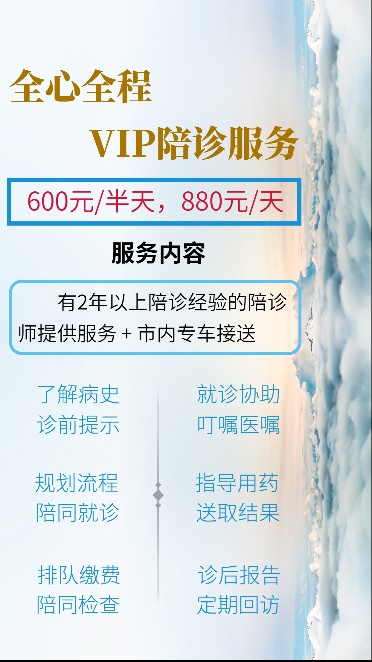 全心全程
VIP陪诊服务
600元/半天，880元/天
服务内容
有2年以上陪诊经验的陪诊
师提供服务 + 市内专车接送
了解病史
诊前提示
就诊协助
叮嘱医嘱
规划流程
陪同就诊
指导用药
送取结果
排队缴费
陪同检查
诊后报告
定期回访